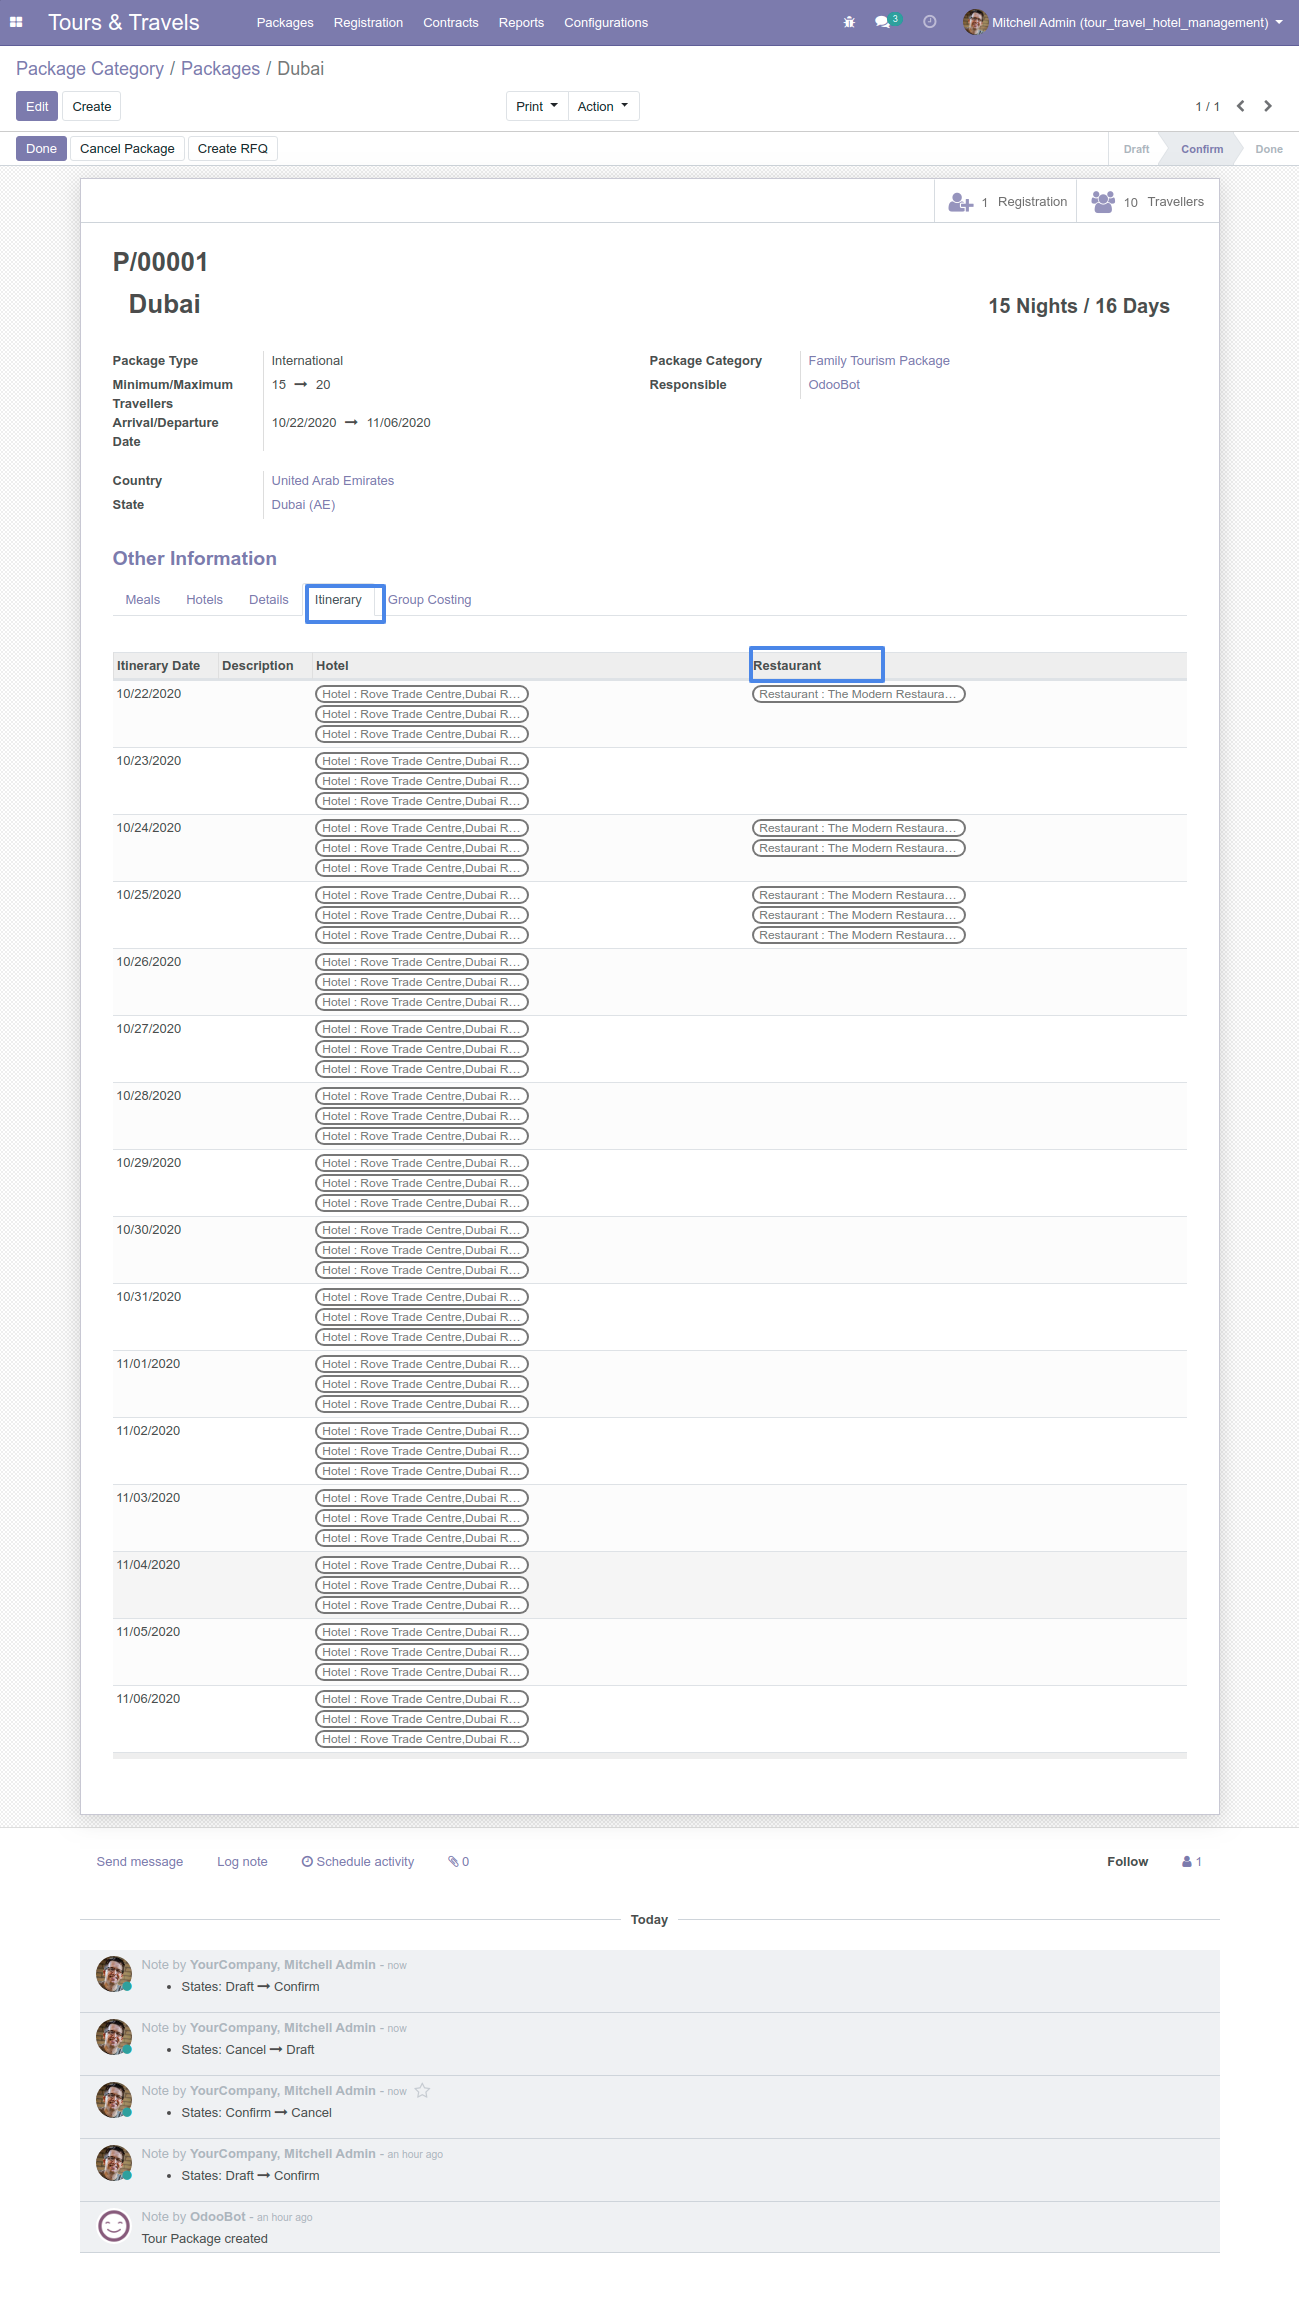 Tours & Travels Packages Registration Contracts Reports Configurations 3 Mitchell Admin (tour_travel_hotel_management)
Package Category / Packages / Dubai
Edit Create Print Action 1 / 1
Done Cancel Package Create RFQ Draft Confirm Done
1 Registration 10 Travellers
P/00001
Dubai 15 Nights / 16 Days
Package Type International Package Category Family Tourism Package
Minimum/Maximum Travellers 15 → 20 Responsible OdooBot
Arrival/Departure Date 10/22/2020 → 11/06/2020
Country United Arab Emirates
State Dubai (AE)
Other Information
Meals Hotels Details Itinerary Group Costing
Itinerary Date Description Hotel Restaurant
10/22/2020 Hotel : Rove Trade Centre,Dubai R... Restaurant : The Modern Restaura...
Hotel : Rove Trade Centre,Dubai R...
Hotel : Rove Trade Centre,Dubai R...
10/23/2020 Hotel : Rove Trade Centre,Dubai R...
Hotel : Rove Trade Centre,Dubai R...
Hotel : Rove Trade Centre,Dubai R...
10/24/2020 Hotel : Rove Trade Centre,Dubai R... Restaurant : The Modern Restaura...
Hotel : Rove Trade Centre,Dubai R... Restaurant : The Modern Restaura...
Hotel : Rove Trade Centre,Dubai R...
10/25/2020 Hotel : Rove Trade Centre,Dubai R... Restaurant : The Modern Restaura...
Hotel : Rove Trade Centre,Dubai R... Restaurant : The Modern Restaura...
Hotel : Rove Trade Centre,Dubai R... Restaurant : The Modern Restaura...
10/26/2020 Hotel : Rove Trade Centre,Dubai R...
Hotel : Rove Trade Centre,Dubai R...
Hotel : Rove Trade Centre,Dubai R...
10/27/2020 Hotel : Rove Trade Centre,Dubai R...
Hotel : Rove Trade Centre,Dubai R...
Hotel : Rove Trade Centre,Dubai R...
10/28/2020 Hotel : Rove Trade Centre,Dubai R...
Hotel : Rove Trade Centre,Dubai R...
Hotel : Rove Trade Centre,Dubai R...
10/29/2020 Hotel : Rove Trade Centre,Dubai R...
Hotel : Rove Trade Centre,Dubai R...
Hotel : Rove Trade Centre,Dubai R...
10/30/2020 Hotel : Rove Trade Centre,Dubai R...
Hotel : Rove Trade Centre,Dubai R...
Hotel : Rove Trade Centre,Dubai R...
10/31/2020 Hotel : Rove Trade Centre,Dubai R...
Hotel : Rove Trade Centre,Dubai R...
Hotel : Rove Trade Centre,Dubai R...
11/01/2020 Hotel : Rove Trade Centre,Dubai R...
Hotel : Rove Trade Centre,Dubai R...
Hotel : Rove Trade Centre,Dubai R...
11/02/2020 Hotel : Rove Trade Centre,Dubai R...
Hotel : Rove Trade Centre,Dubai R...
Hotel : Rove Trade Centre,Dubai R...
11/03/2020 Hotel : Rove Trade Centre,Dubai R...
Hotel : Rove Trade Centre,Dubai R...
Hotel : Rove Trade Centre,Dubai R...
11/04/2020 Hotel : Rove Trade Centre,Dubai R...
Hotel : Rove Trade Centre,Dubai R...
Hotel : Rove Trade Centre,Dubai R...
11/05/2020 Hotel : Rove Trade Centre,Dubai R...
Hotel : Rove Trade Centre,Dubai R...
Hotel : Rove Trade Centre,Dubai R...
11/06/2020 Hotel : Rove Trade Centre,Dubai R...
Hotel : Rove Trade Centre,Dubai R...
Hotel : Rove Trade Centre,Dubai R...
Send message Log note Schedule activity 0 Follow 1
Today
Note by YourCompany, Mitchell Admin - now
• States: Draft → Confirm
Note by YourCompany, Mitchell Admin - now
• States: Cancel → Draft
Note by YourCompany, Mitchell Admin - now
• States: Confirm → Cancel
Note by YourCompany, Mitchell Admin - an hour ago
• States: Draft → Confirm
Note by OdooBot - an hour ago
Tour Package created